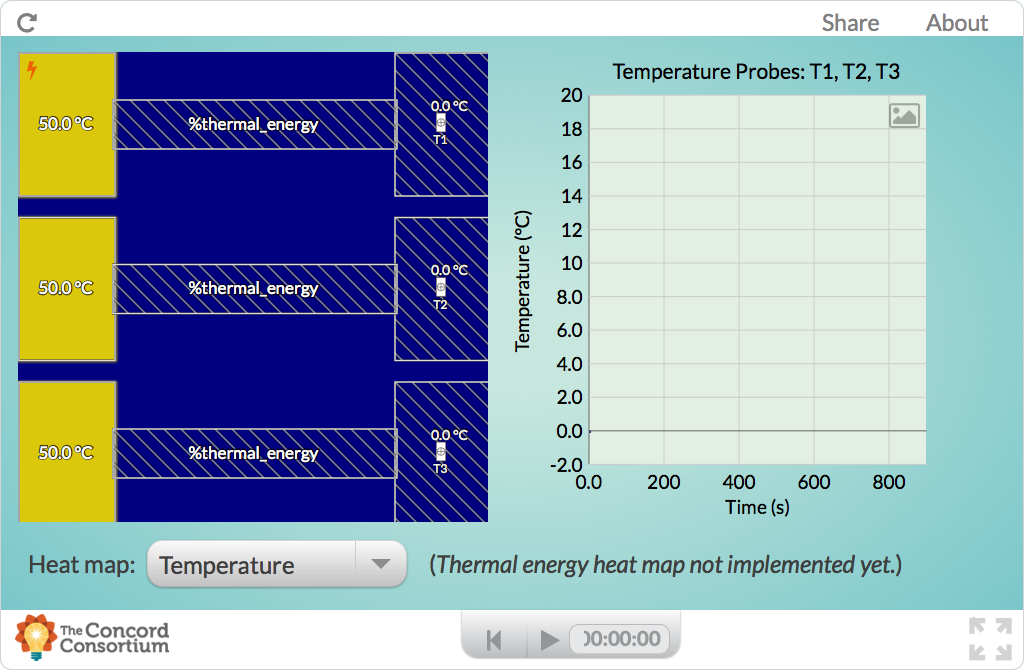 Share About
50.0 °C
%thermal_energy
0.0 °C
T1
50.0 °C
%thermal_energy
0.0 °C
T2
50.0 °C
%thermal_energy
0.0 °C
T3
Temperature Probes: T1, T2, T3
Temperature (°C)
20
18
16
14
12
10
8.0
6.0
4.0
2.0
0.0
-2.0
0.0 200 400 600 800
Time (s)
Heat map: Temperature (Thermal energy heat map not implemented yet.)
The Concord
Consortium
00:00:00